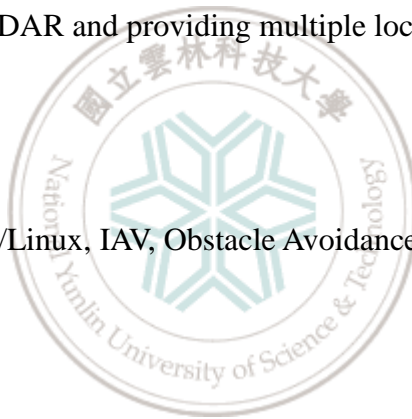 DAR and providing multiple loc
國立雲林科技大學
/Linux, IAV, Obstacle Avoidance
National Yunlin University of Science & Technology